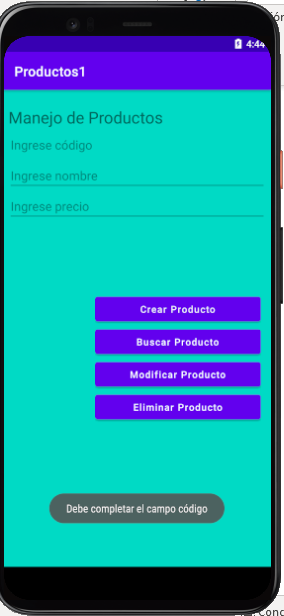 4:44
Productos1
Manejo de Productos
Ingrese código
Ingrese nombre
Ingrese precio
Crear Producto
Buscar Producto
Modificar Producto
Eliminar Producto
Debe completar el campo código